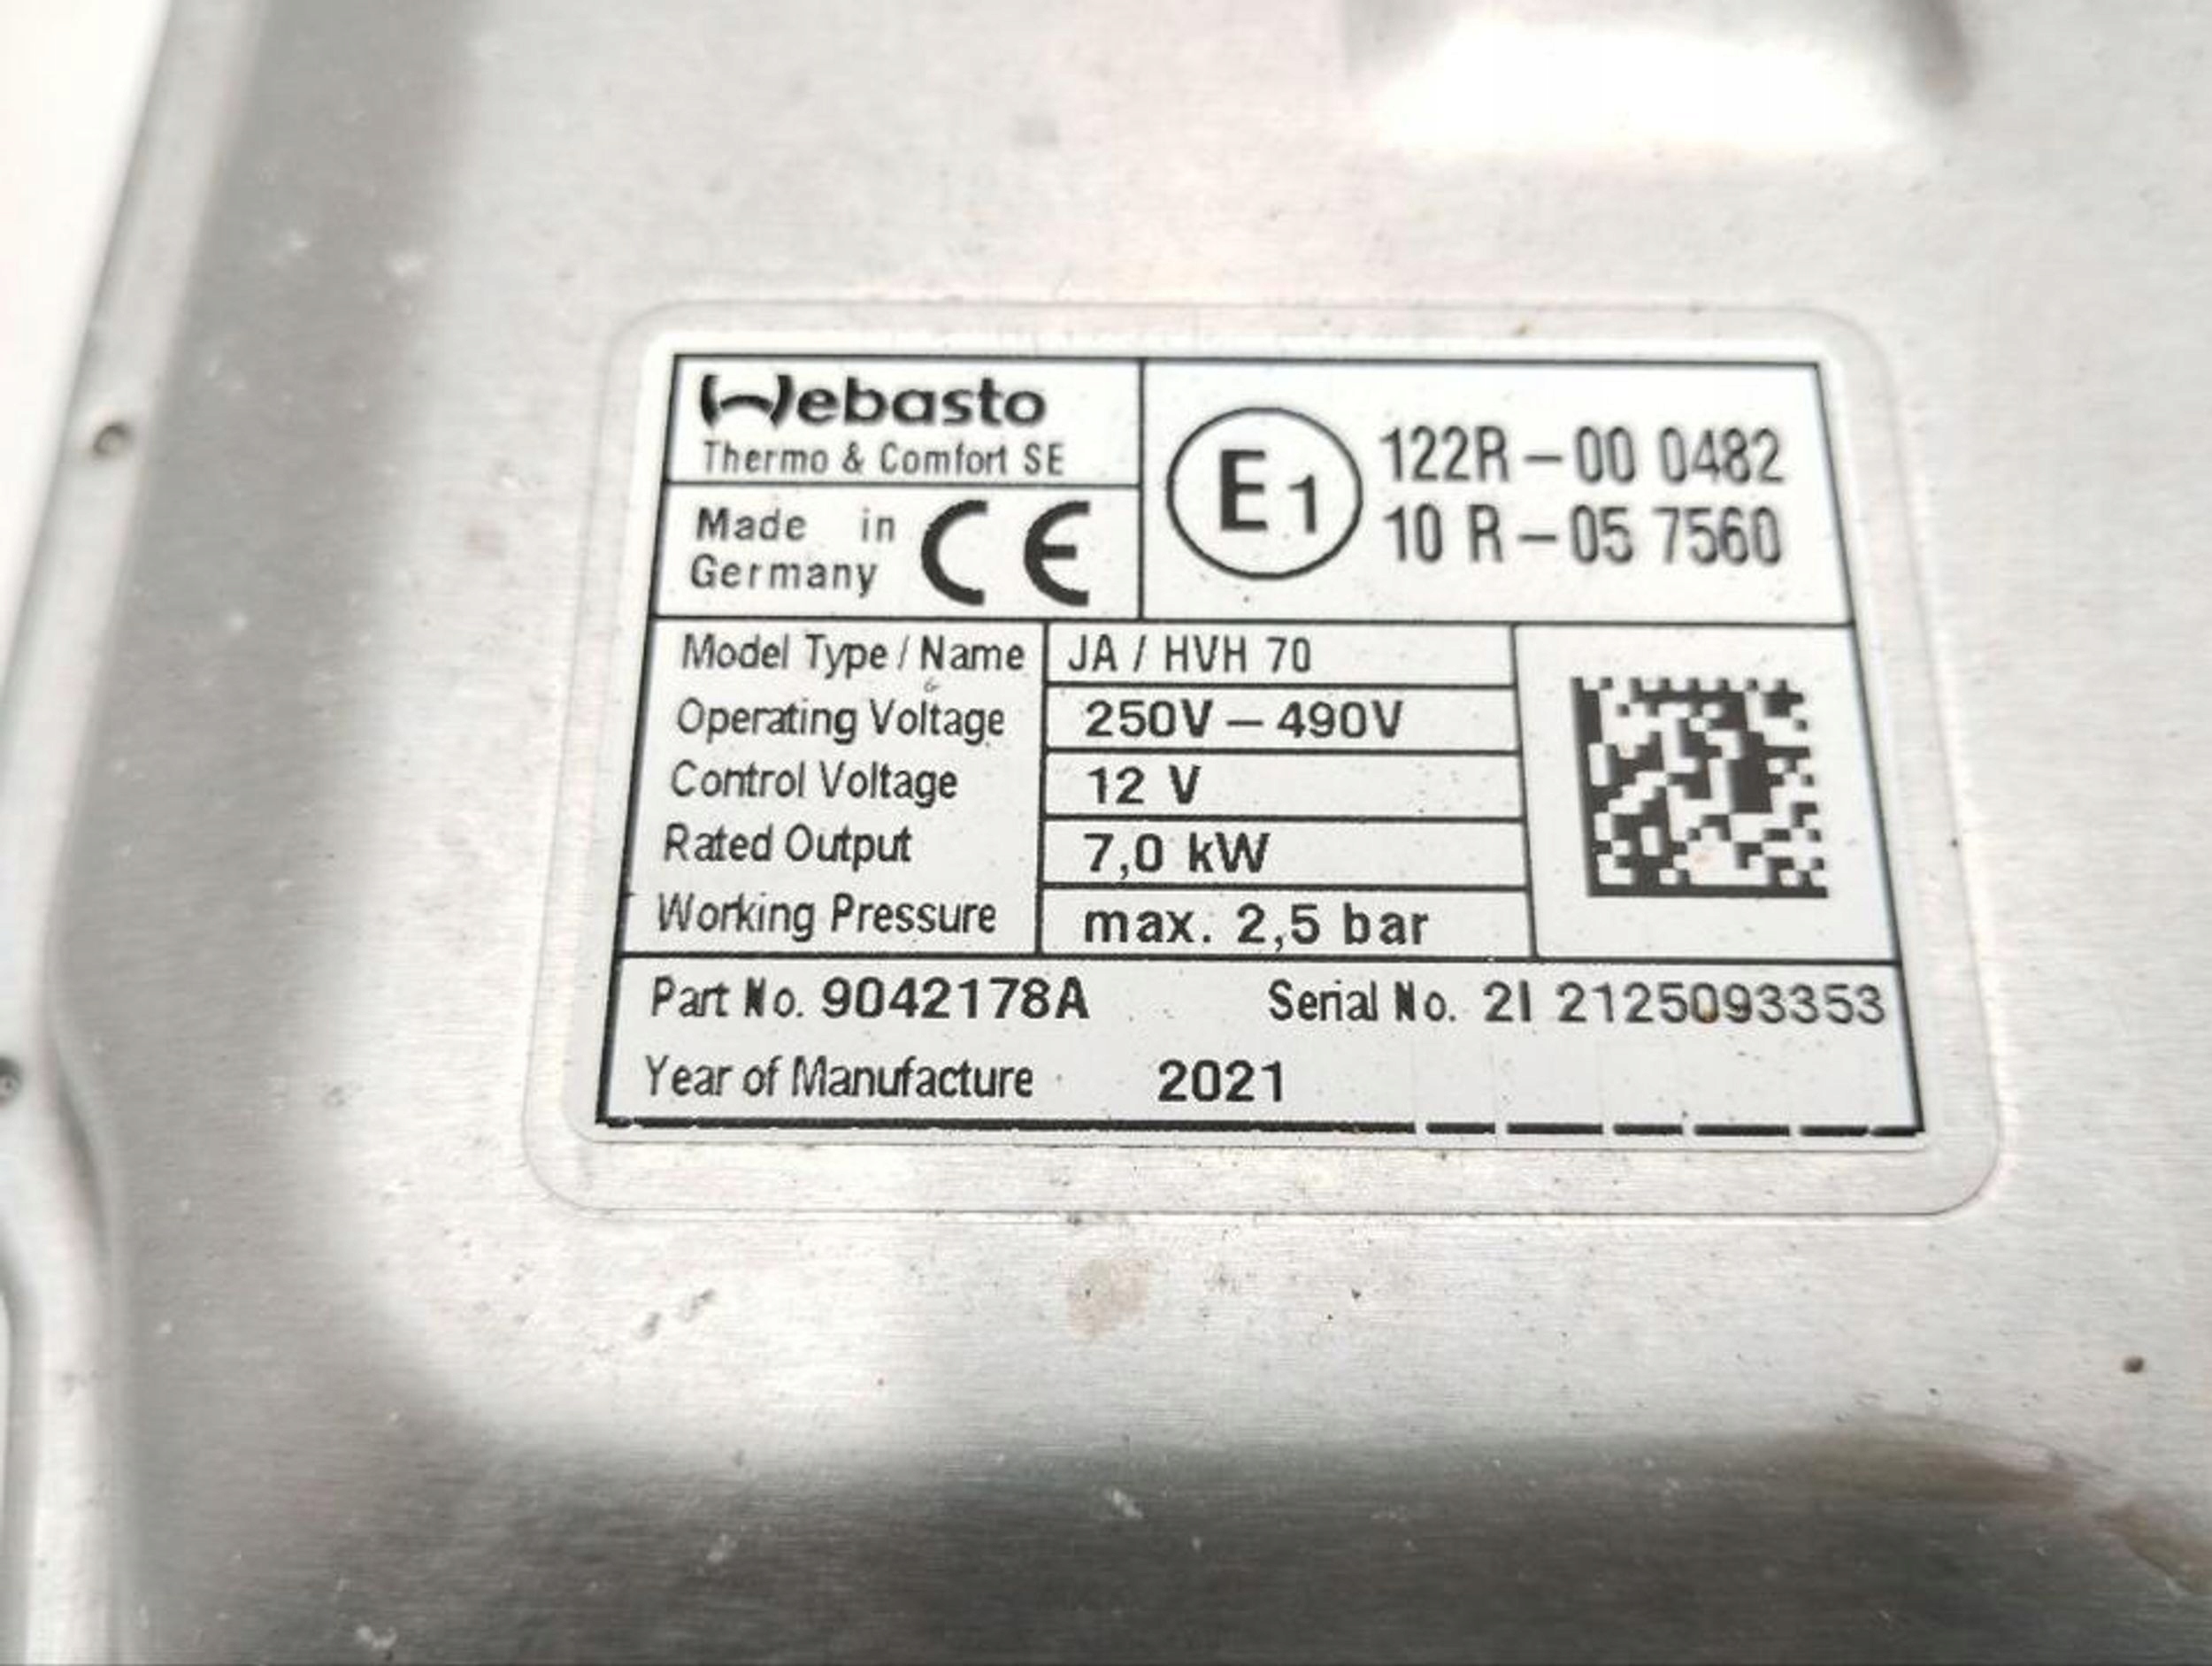 Webasto
Thermo & Comfort SE
Made in
Germany
CE
E1
122R-00 0482
10 R-05 7560
Model Type / Name JA / HVH 70
Operating Voltage 250V-490V
Control Voltage 12 V
Rated Output 7,0 kW
Working Pressure max. 2,5 bar
Part No. 9042178A Serial No. 21 2125093353
Year of Manufacture 2021